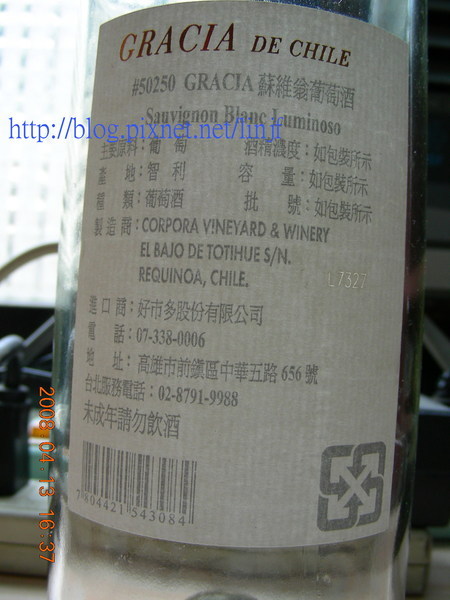 GRACIA DE CHILE
#50250 GRACIA 蘇維翁葡萄酒
Sauvignon Blanc Luminoso
http://blog.pixnet.net/lin.ti
主要原料：葡 萄 酒精濃度：如包裝所示
產 地：智利 容 量：如包裝所示
種 類：葡萄酒 批 號：如包裝所示
製造商：CORPORA V!NEYARD & WINERY
EL BAJO DE TOTIHUE S/N.
REQUINOA, CHILE.
L7327
進口商：好市多股份有限公司
電 話：07-338-0006
地 址：高雄市前鎮區中華五路 656 號
台北服務電話：02-8791-9988
未成年請勿飲酒
7 804421 543084
2008 04 13 16:37